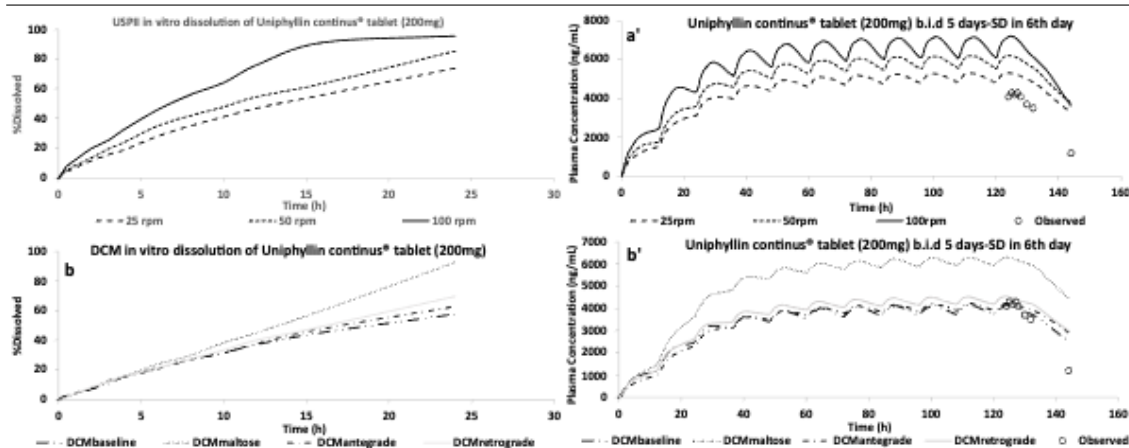 USPII in vitro dissolution of Uniphyllin continus® tablet (200mg)
%Dissolved
100
80
60
40
20
0
0 5 10 15 20 25 30
Time (h)
25 rpm 50 rpm 100 rpm
a'
Uniphyllin continus® tablet (200mg) b.i.d 5 days-SD in 6th day
Plasma Concentration (ng/mL)
8000
6000
4000
2000
0
0 20 40 60 80 100 120 140 160
Time (h)
25rpm 50rpm 100rpm Observed
b
DCM in vitro dissolution of Uniphyllin continus® tablet (200mg)
%Dissolved
100
80
60
40
20
0
0 5 10 15 20 25 30
Time (h)
DCMbaseline DCMmaltose DCMantegrade DCMretrograde
b'
Uniphyllin continus® tablet (200mg) b.i.d 5 days-SD in 6th day
Plasma Concentration (ng/mL)
7000
6000
5000
4000
3000
2000
1000
0
0 20 40 60 80 100 120 140 160
Time (h)
DCMbaseline DCMmaltose DCMantegrade DCMretrograde Observed